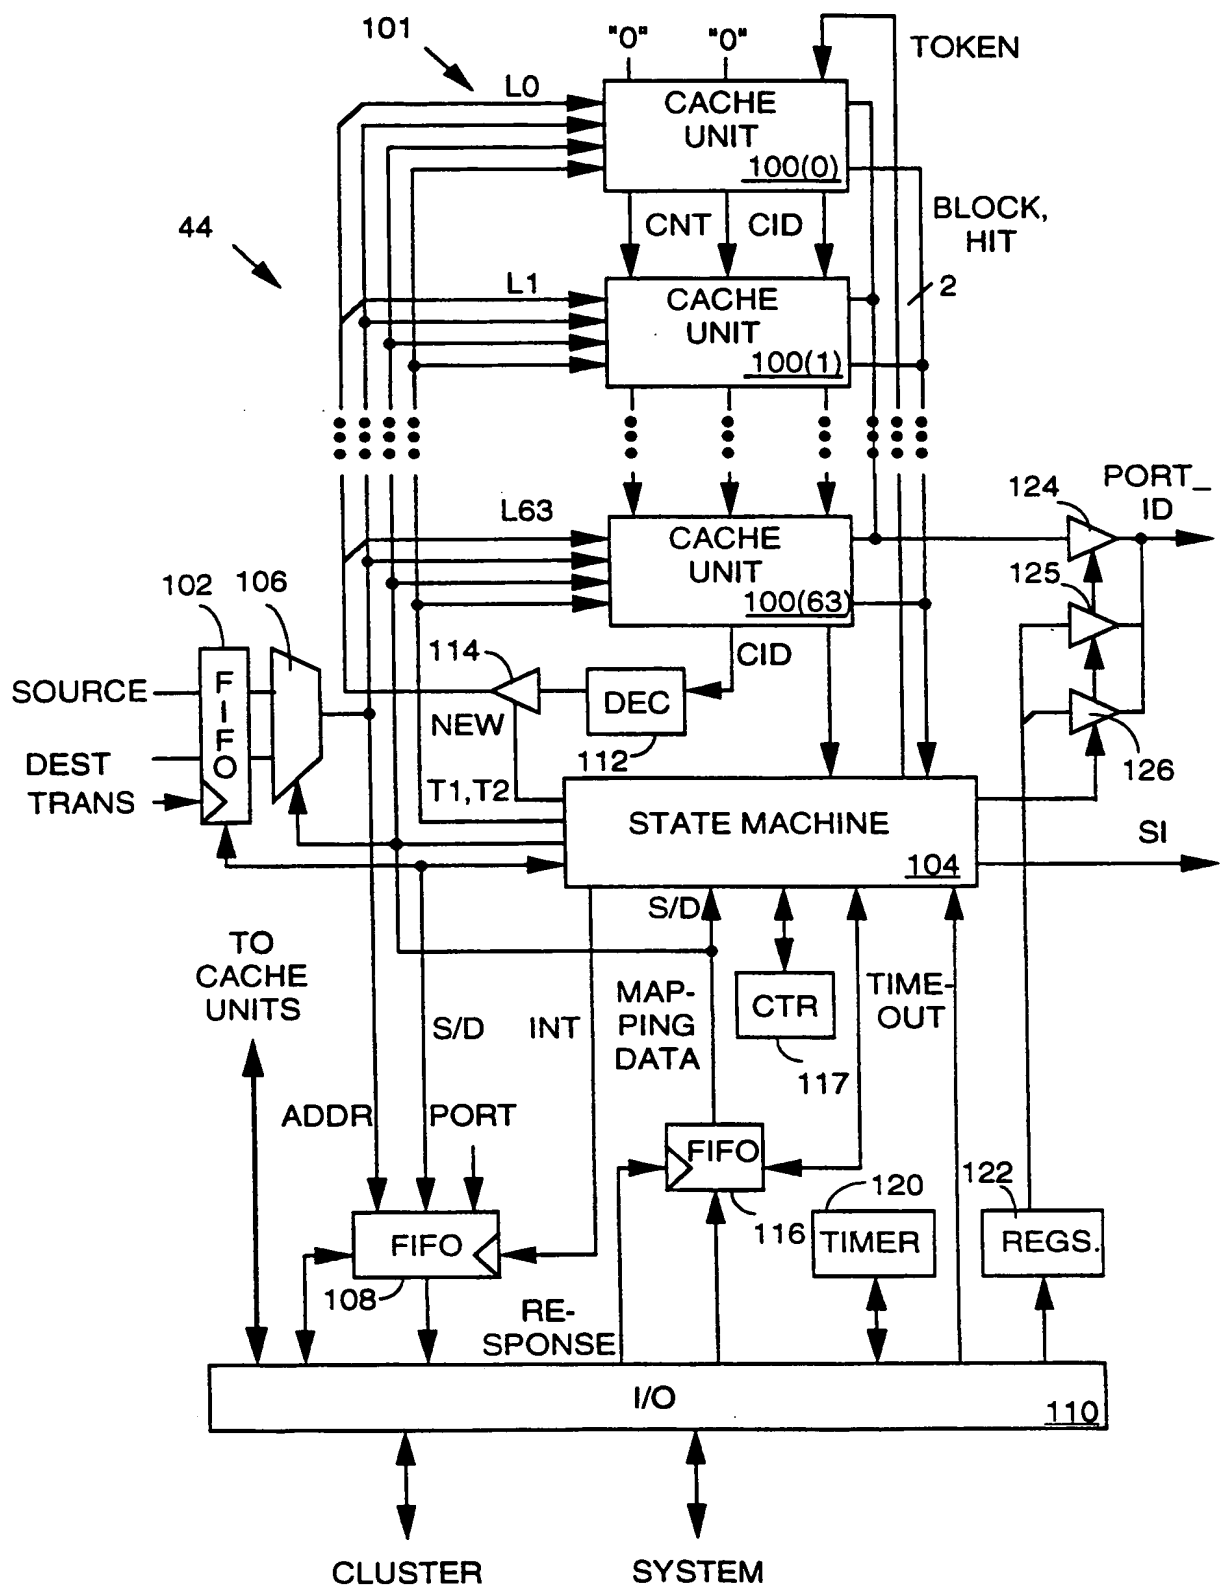 101
"0"
"0"
TOKEN
L0
CACHE
UNIT
100(0)
44
CNT
CID
BLOCK,
HIT
L1
CACHE
UNIT
100(1)
2
L63
CACHE
UNIT
100(63)
124
PORT_
ID
125
102
106
114
CID
SOURCE
FIFO
DEC
NEW
112
126
DEST
TRANS
T1,T2
STATE MACHINE
104
SI
S/D
TO
CACHE
UNITS
S/D
INT
MAP-
PING
DATA
CTR
117
TIME-
OUT
ADDR
PORT
FIFO
116
120
TIMER
122
REGS.
FIFO
108
RE-
SPONSE
I/O
110
CLUSTER
SYSTEM